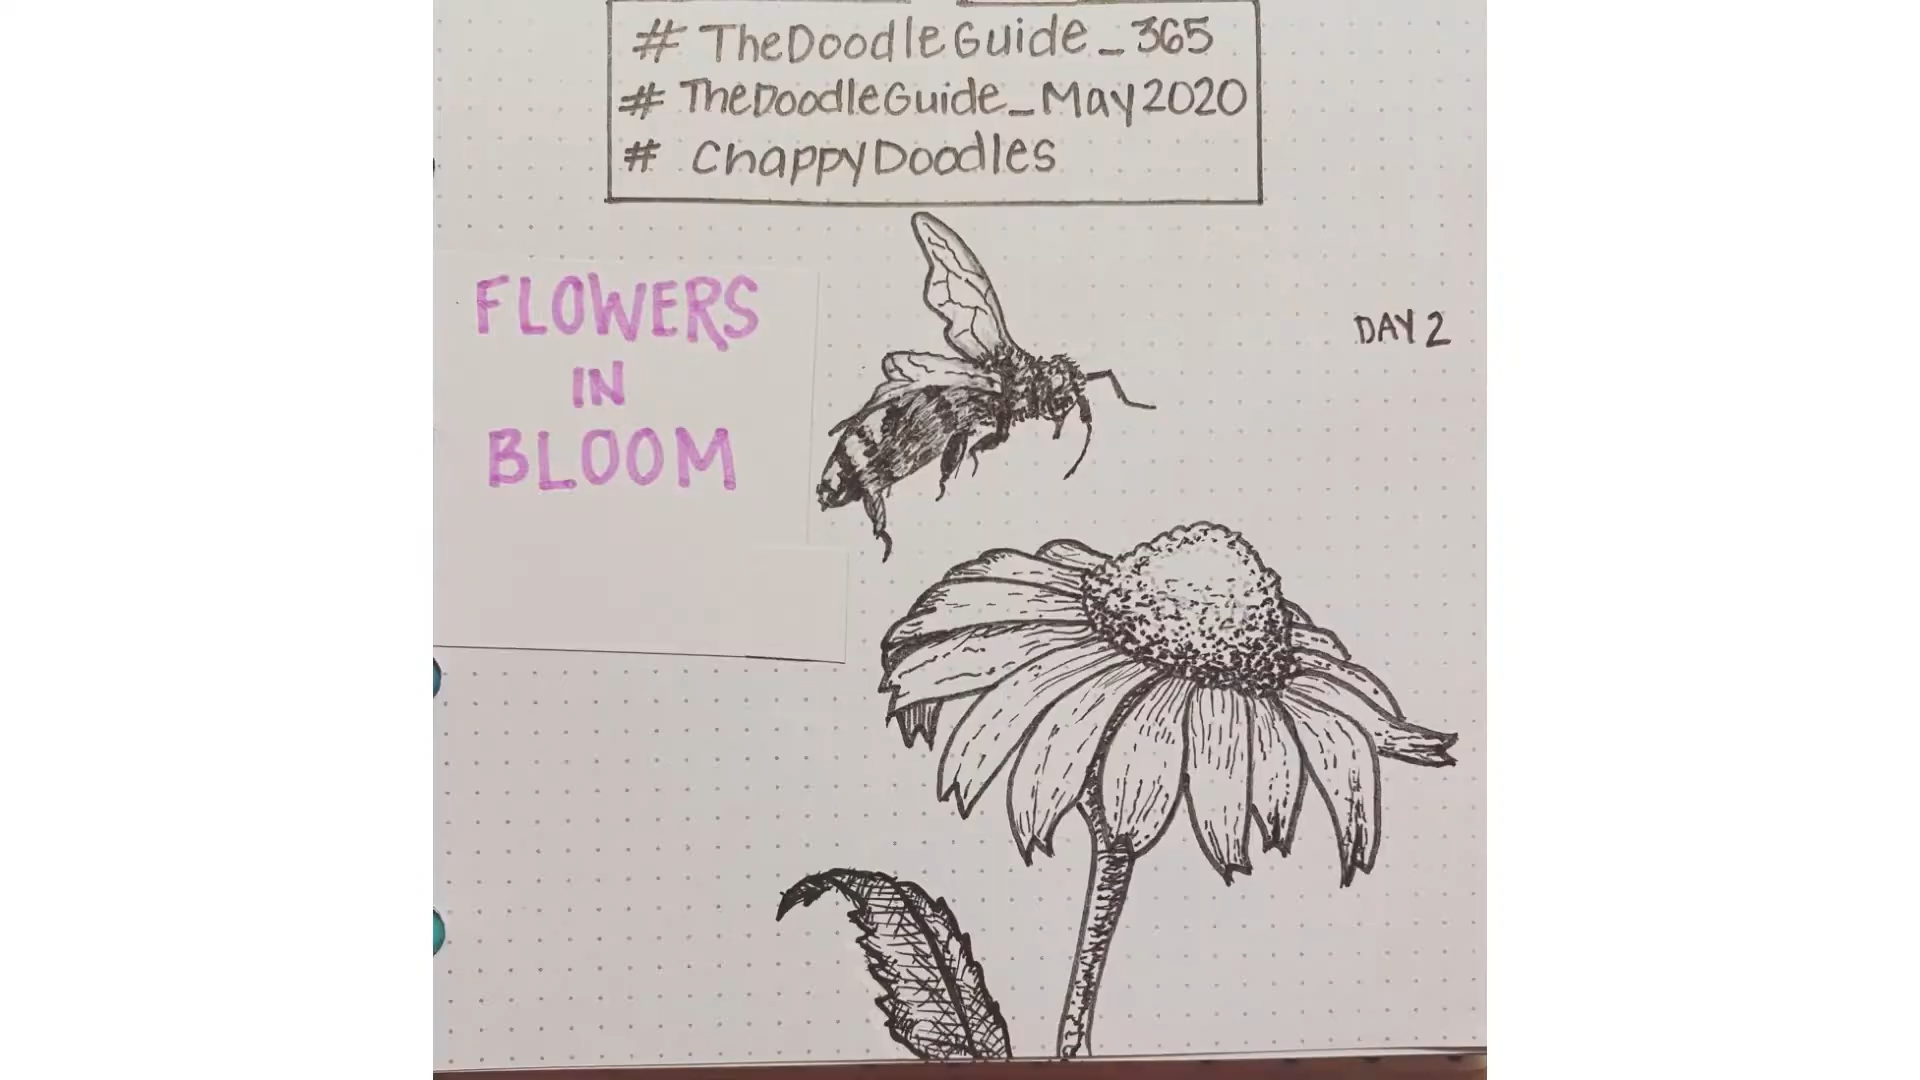 # TheDoodleGuide_365
# TheDoodleGuide_May2020
# ChappyDoodles
FLOWERS
IN
BLOOM
DAY 2